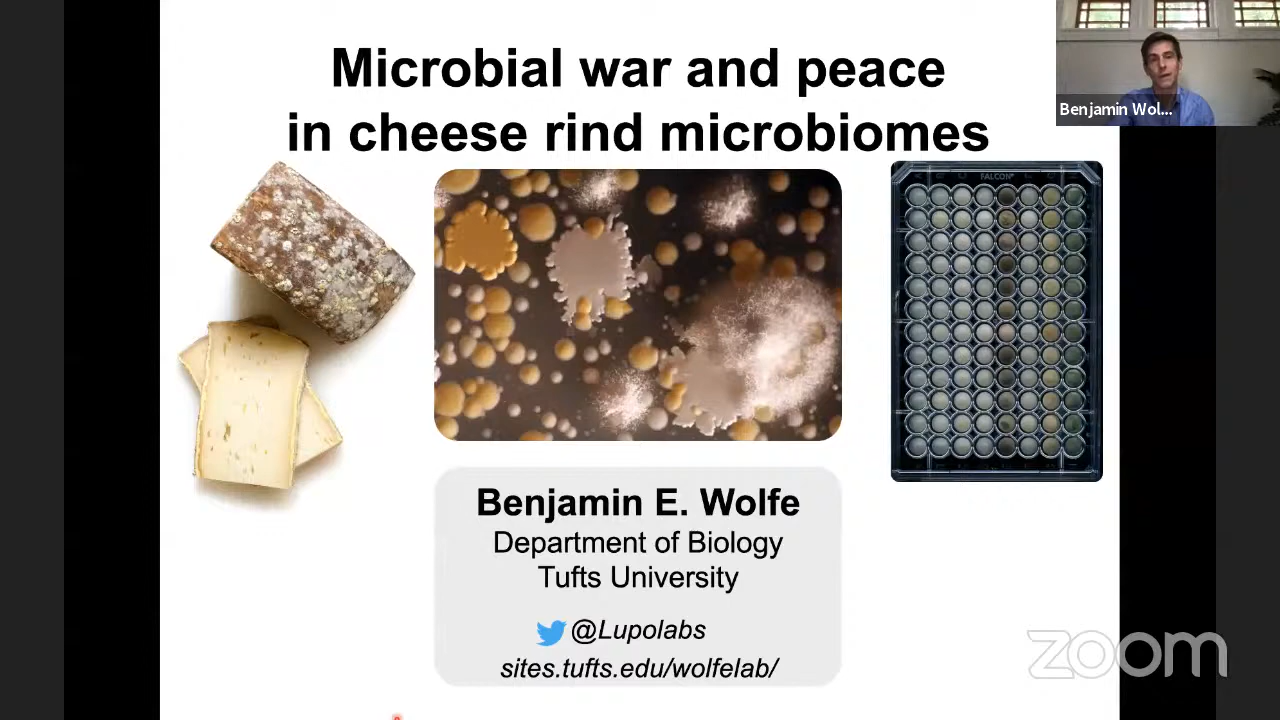 Microbial war and peace
in cheese rind microbiomes
Benjamin Wol...
FALCON
Benjamin E. Wolfe
Department of Biology
Tufts University
@Lupolabs
sites.tufts.edu/wolfelab/
zoom